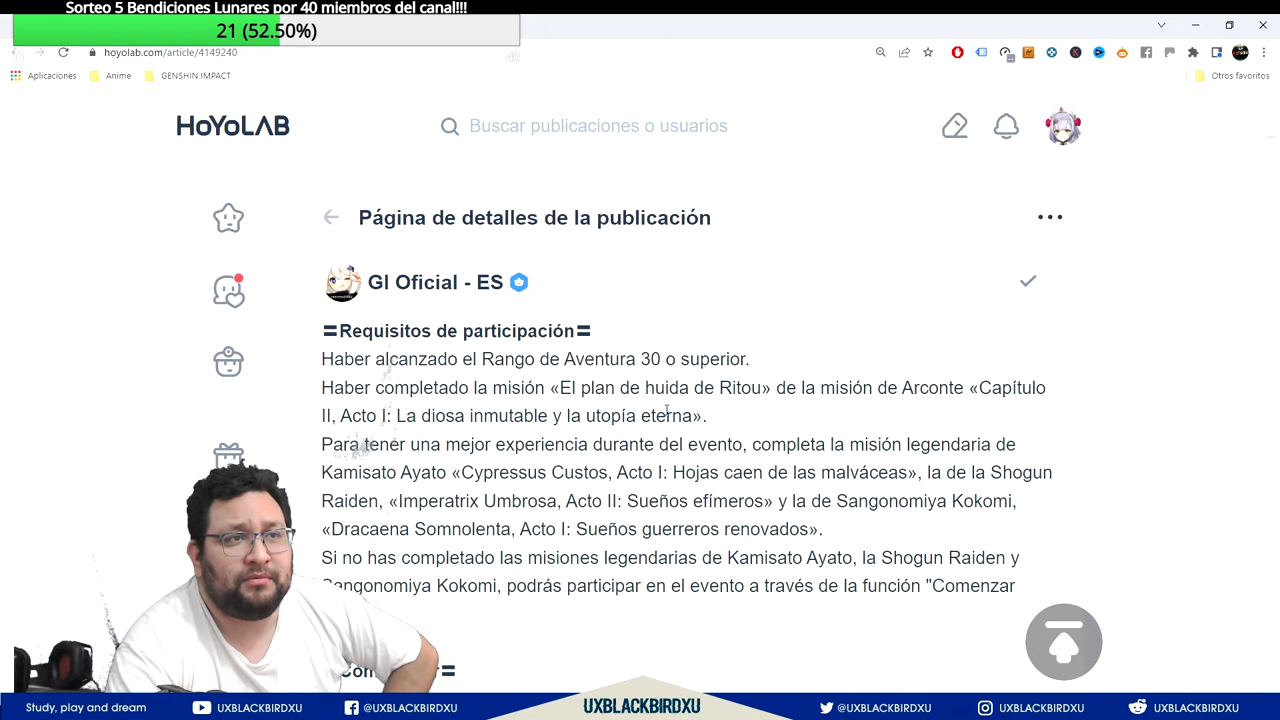 Sorteo 5 Bendiciones Lunares por 40 miembros del canal!!!
21 (52.50%)
40
hoyolab.com/article/4149240
Aplicaciones
Anime
GENSHIN IMPACT
Otros favoritos
HoYoLAB
Buscar publicaciones o usuarios
Página de detalles de la publicación
GI Oficial - ES
〓Requisitos de participación〓
Haber alcanzado el Rango de Aventura 30 o superior.
Haber completado la misión «El plan de huida de Ritou» de la misión de Arconte «Capítulo
II, Acto I: La diosa inmutable y la utopía eterna».
Para tener una mejor experiencia durante del evento, completa la misión legendaria de
Kamisato Ayato «Cypressus Custos, Acto I: Hojas caen de las malváceas», la de la Shogun
Raiden, «Imperatrix Umbrosa, Acto II: Sueños efímeros» y la de Sangonomiya Kokomi,
«Dracaena Somnolenta, Acto I: Sueños guerreros renovados».
Si no has completado las misiones legendarias de Kamisato Ayato, la Shogun Raiden y
Sangonomiya Kokomi, podrás participar en el evento a través de la función "Comenzar
Study, play and dream
UXBLACKBIRDXU
@UXBLACKBIRDXU
UXBLACKBIRDXU
@UXBLACKBIRDXU
UXBLACKBIRDXU
UXBLACKBIRDXU